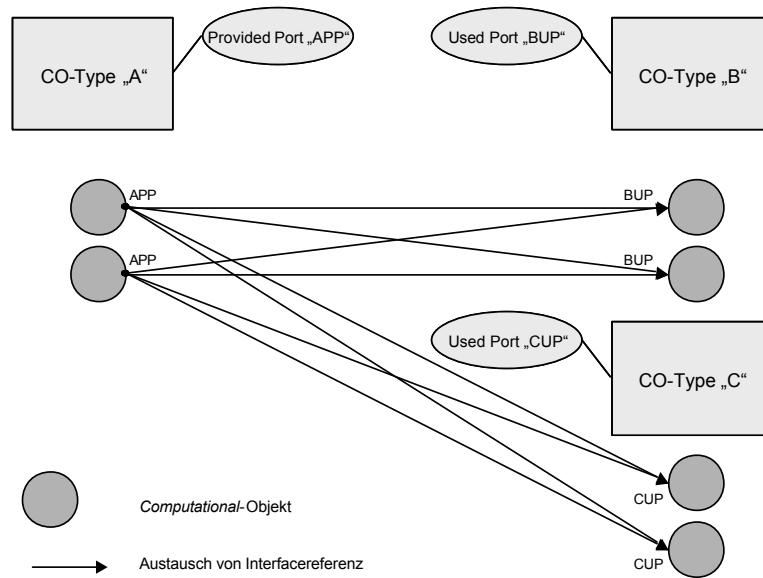 Provided Port „APP“
Used Port „BUP“
CO-Type „A“
CO-Type „B“
APP
BUP
APP
BUP
Used Port „CUP“
CO-Type „C“
CUP
Computational-Objekt
CUP
Austausch von Interfacereferenz